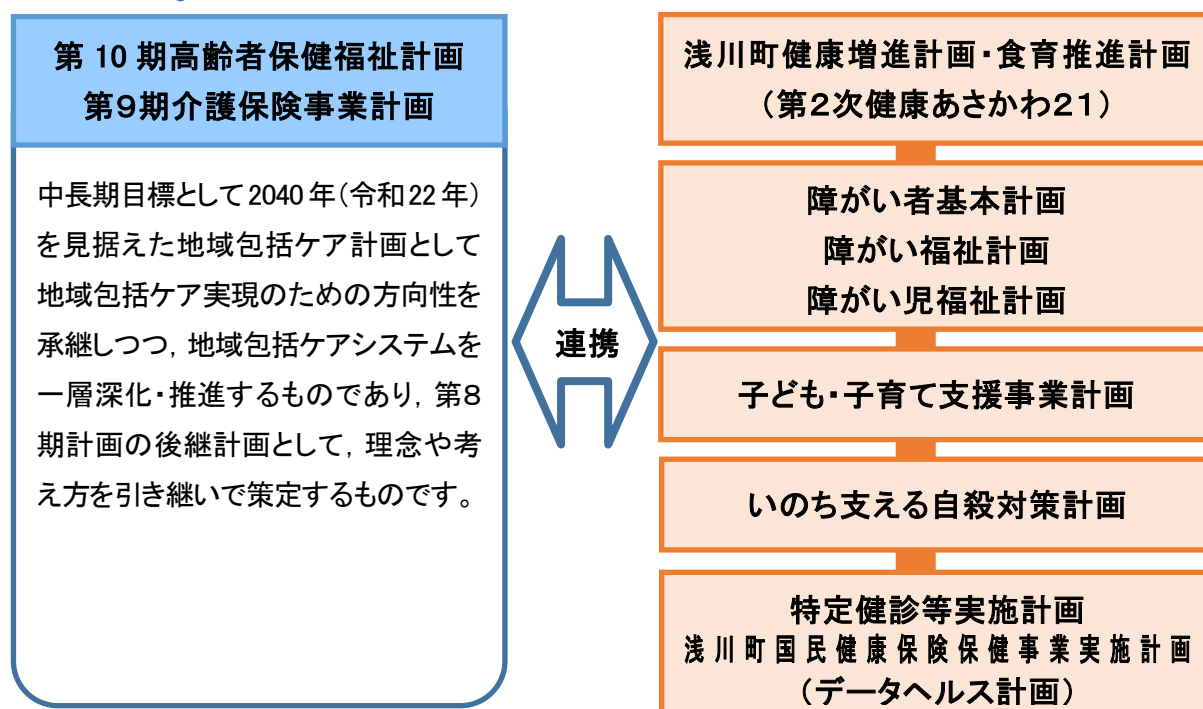 第10期高齢者保健福祉計画
第9期介護保険事業計画
中長期目標として2040年(令和22年)
を見据えた地域包括ケア計画として
地域包括ケア実現のための方向性を
承継しつつ,地域包括ケアシステムを
一層深化・推進するものであり,第8
期計画の後継計画として,理念や考
え方を引き継いで策定するものです。
連携
浅川町健康増進計画・食育推進計画
(第2次健康あさかわ21)
障がい者基本計画
障がい福祉計画
障がい児福祉計画
子ども・子育て支援事業計画
いのち支える自殺対策計画
特定健診等実施計画
浅川町国民健康保険保健事業実施計画
(データヘルス計画)